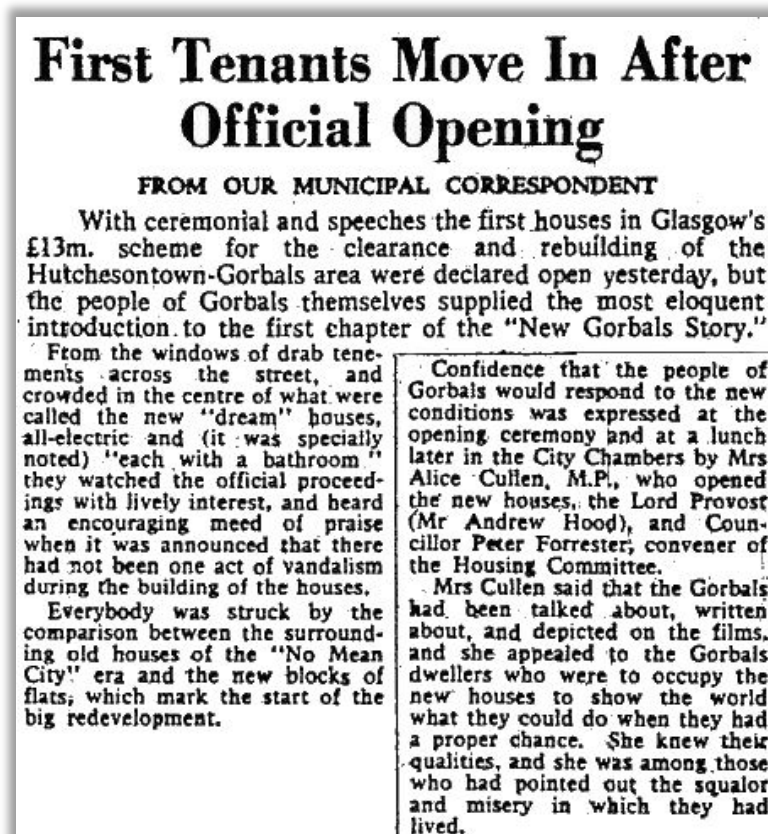 First Tenants Move In After
Official Opening
FROM OUR MUNICIPAL CORRESPONDENT
With ceremonial and speeches the first houses in Glasgow's
£13m. scheme for the clearance and rebuilding of the
Hutchesontown-Gorbals area were declared open yesterday, but
the people of Gorbals themselves supplied the most eloquent
introduction to the first chapter of the "New Gorbals Story."
From the windows of drab tene-
ments across the street, and
crowded in the centre of what were
called the new "dream" houses,
all-electric and (it was specially
noted) "each with a bathroom"
they watched the official proceed-
ings with lively interest, and heard
an encouraging meed of praise
when it was announced that there
had not been one act of vandalism
during the building of the houses.
Everybody was struck by the
comparison between the surround-
ing old houses of the "No Mean
City" era and the new blocks of
flats, which mark the start of the
big redevelopment.
Confidence that the people of
Gorbals would respond to the new
conditions was expressed at the
opening ceremony and at a lunch
later in the City Chambers by Mrs
Alice Cullen, M.P., who opened
the new houses, the Lord Provost
(Mr Andrew Hood), and Coun-
cillor Peter Forrester, convener of
the Housing Committee.
Mrs Cullen said that the Gorbals
had been talked about, written
about, and depicted on the films,
and she appealed to the Gorbals
dwellers who were to occupy the
new houses to show the world
what they could do when they had
a proper chance. She knew their
qualities, and she was among those
who had pointed out the squalor
and misery in which they had
lived.